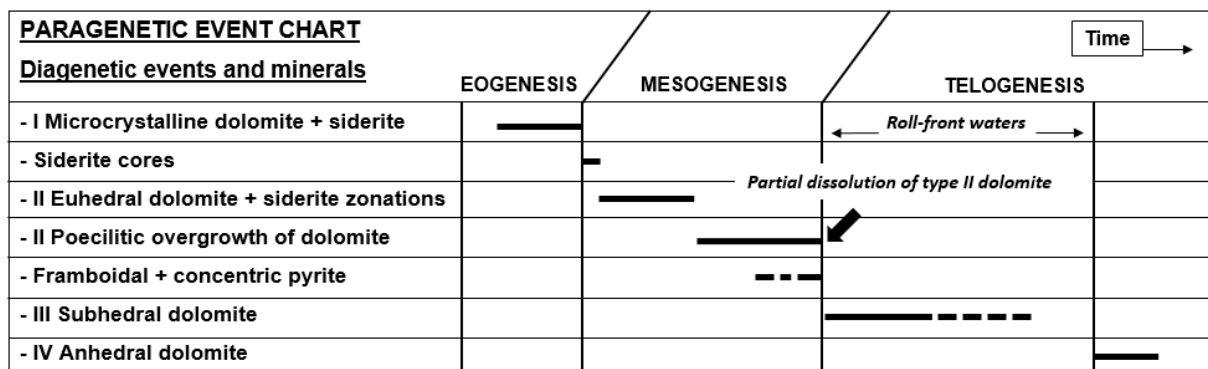 PARAGENETIC EVENT CHART
Time
Diagenetic events and minerals
EOGENESIS
MESOGENESIS
TELOGENESIS
- I Microcrystalline dolomite + siderite
Roll-front waters
- Siderite cores
- II Euhedral dolomite + siderite zonations
Partial dissolution of type II dolomite
- II Poecilitic overgrowth of dolomite
- Framboidal + concentric pyrite
- III Subhedral dolomite
- IV Anhedral dolomite